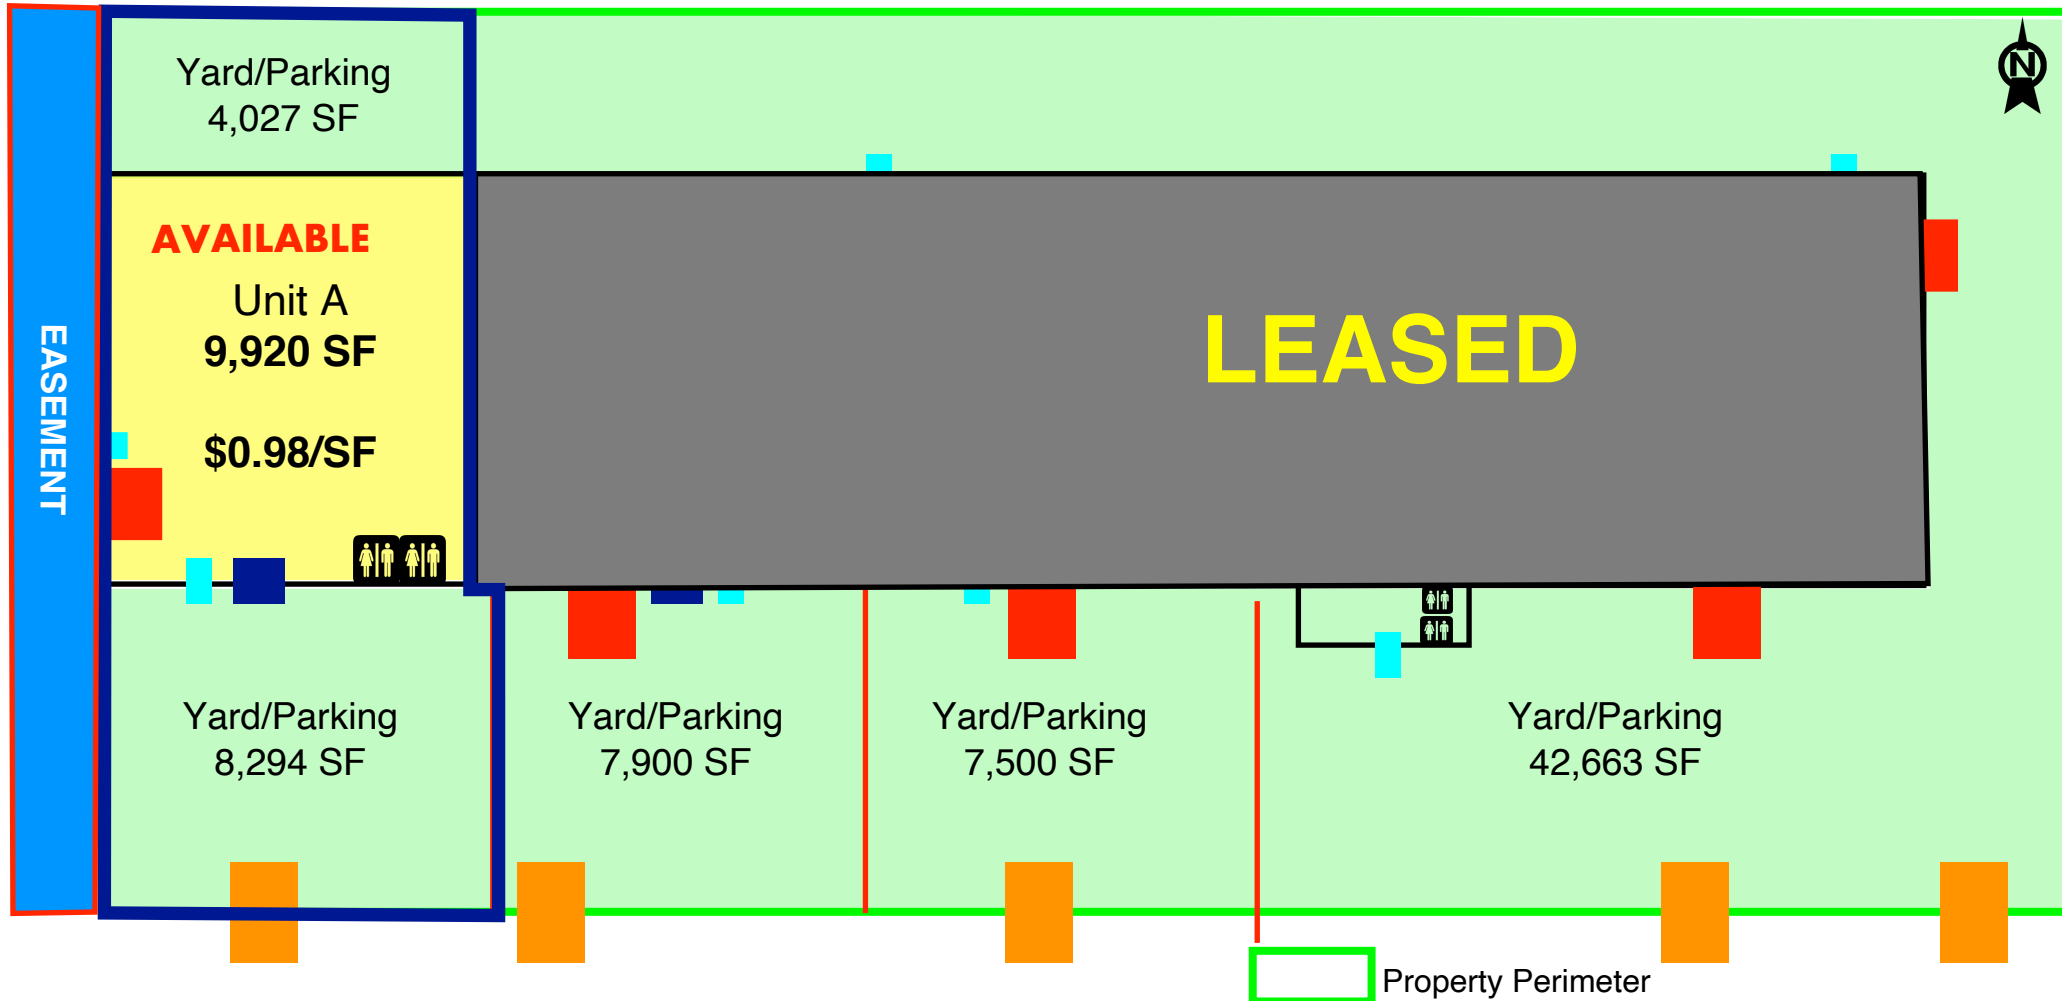 Yard/Parking
4,027 SF
N
AVAILABLE
Unit A
9,920 SF
$0.98/SF
EASEMENT
LEASED
Yard/Parking
8,294 SF
Yard/Parking
7,900 SF
Yard/Parking
7,500 SF
Yard/Parking
42,663 SF
Property Perimeter